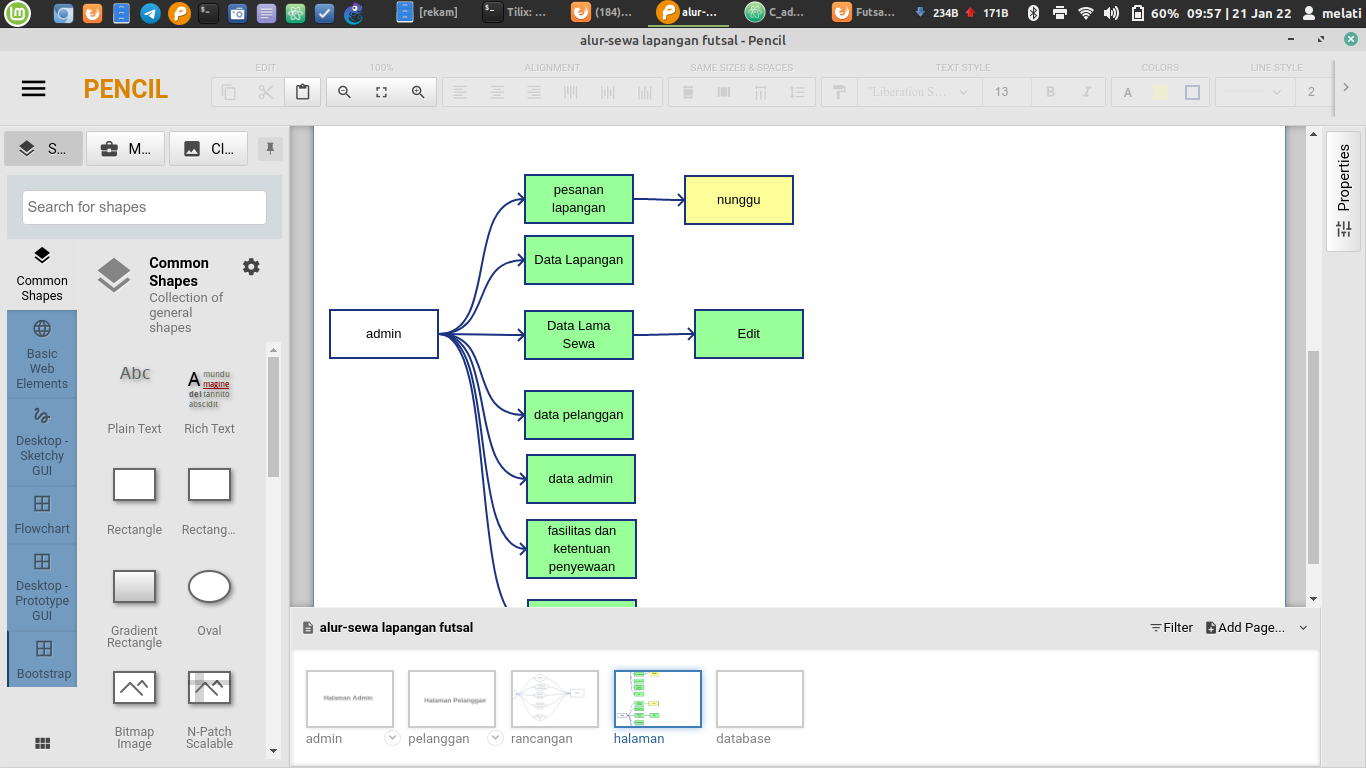 [rekam]
Tilix: ...
(184)...
alur-...
C_ad...
Futsa...
234B
171B
60%
09:57 | 21 Jan 22
melati
alur-sewa lapangan futsal - Pencil
PENCIL
EDIT
100%
ALIGNMENT
SAME SIZES & SPACES
TEXT STYLE
COLORS
LINE STYLE
"Liberation S...
13
B
I
A
2
S...
M...
Cl...
Search for shapes
Common
Shapes
Basic
Web
Elements
Desktop -
Sketchy
GUI
Flowchart
Desktop -
Prototype
GUI
Bootstrap
Common
Shapes
Collection of
general
shapes
Abc
Plain Text
A mundu
magine
del tannito
abscidit
Rich Text
Rectangle
Rectang...
Gradient
Rectangle
Oval
Bitmap
Image
N-Patch
Scalable
admin
pesanan
lapangan
nunggu
Data Lapangan
Data Lama
Sewa
Edit
data pelanggan
data admin
fasilitas dan
ketentuan
penyewaan
Properties
alur-sewa lapangan futsal
Filter
Add Page...
Halaman Admin
admin
Halaman Pelanggan
pelanggan
rancangan
halaman
database